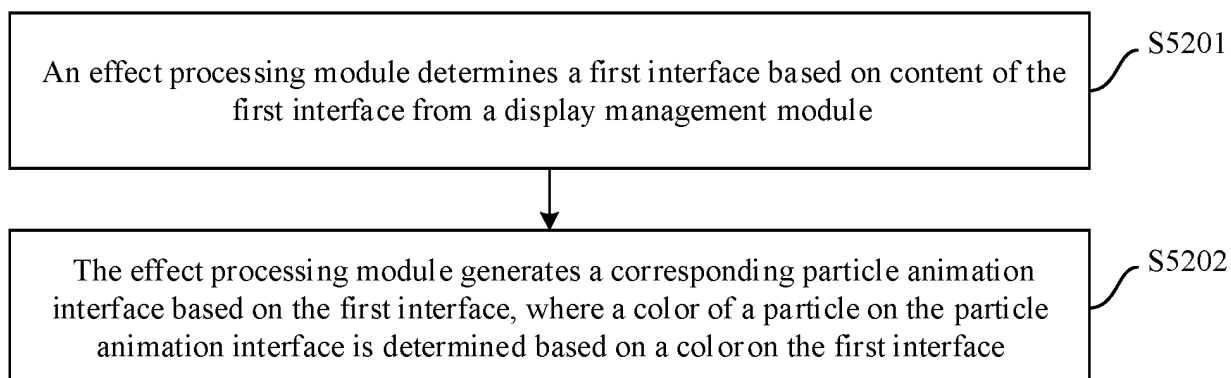 An effect processing module determines a first interface based on content of the
first interface from a display management module
S5201
The effect processing module generates a corresponding particle animation
interface based on the first interface, where a color of a particle on the particle
animation interface is determined based on a color on the first interface
S5202